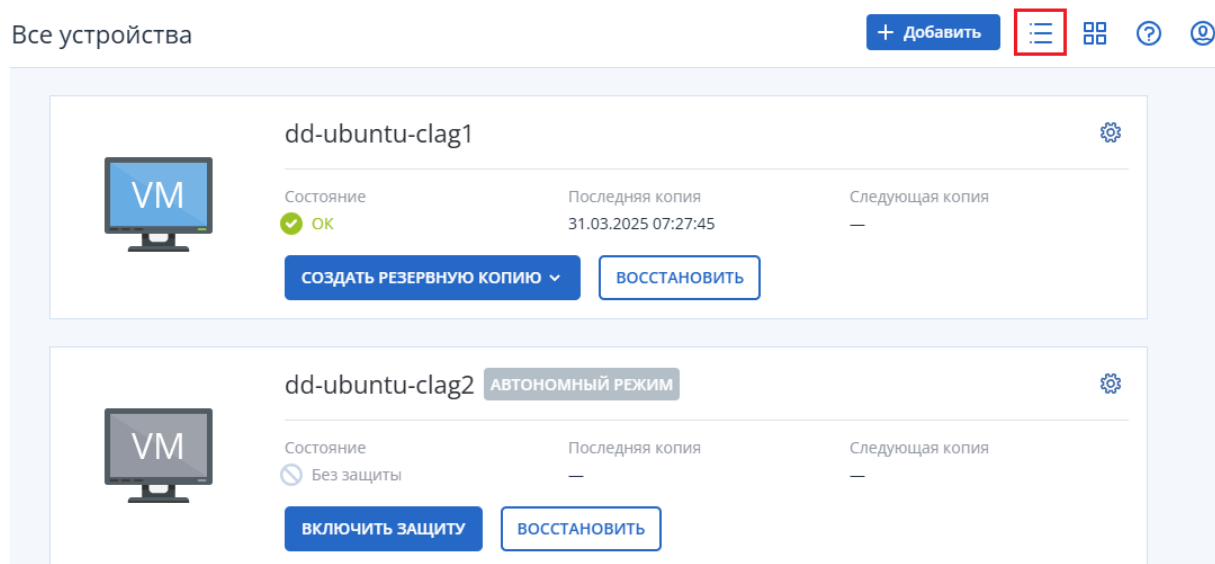 Все устройства
+ Добавить
dd-ubuntu-clag1
VM
Состояние Последняя копия Следующая копия
ОК 31.03.2025 07:27:45 —
СОЗДАТЬ РЕЗЕРВНУЮ КОПИЮ ВОССТАНОВИТЬ
dd-ubuntu-clag2 АВТОНОМНЫЙ РЕЖИМ
VM
Состояние Последняя копия Следующая копия
Без защиты — —
ВКЛЮЧИТЬ ЗАЩИТУ ВОССТАНОВИТЬ